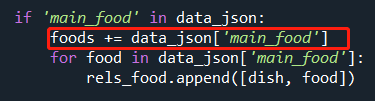 if 'main_food' in data_json:
    foods += data_json['main_food']
    for food in data_json['main_food']:
        rels_food.append([dish, food])